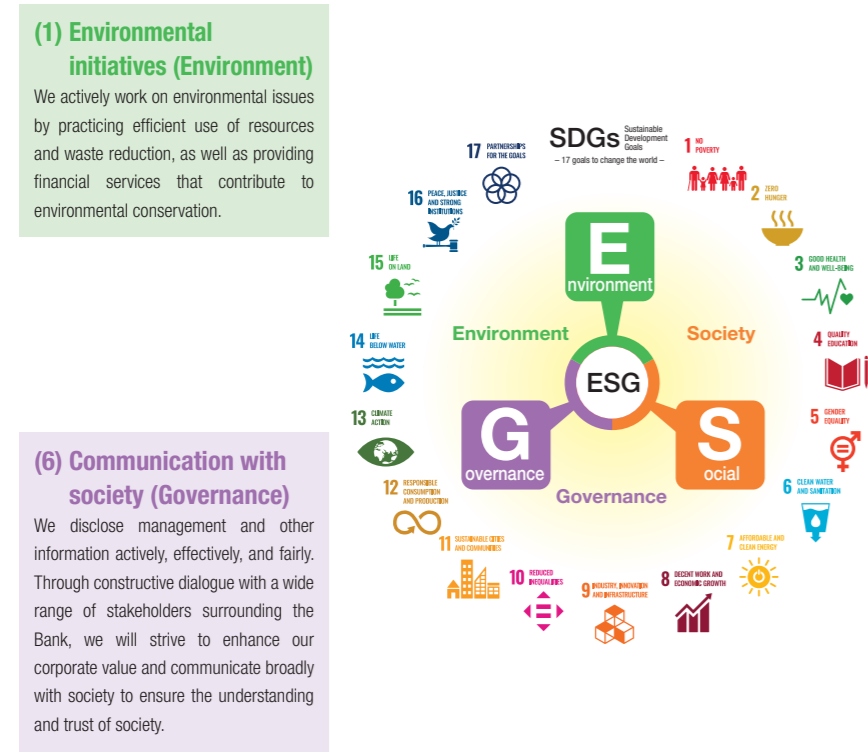 (1) Environmental
initiatives (Environment)
We actively work on environmental issues
by practicing efficient use of resources
and waste reduction, as well as providing
financial services that contribute to
environmental conservation.
(6) Communication with
society (Governance)
We disclose management and other
information actively, effectively, and fairly.
Through constructive dialogue with a wide
range of stakeholders surrounding the
Bank, we will strive to enhance our
corporate value and communicate broadly
with society to ensure the understanding
and trust of society.
SDGs Sustainable
Development
Goals
– 17 goals to change the world –
1 NO
POVERTY
2 ZERO
HUNGER
3 GOOD HEALTH
AND WELL-BEING
4 QUALITY
EDUCATION
5 GENDER
EQUALITY
6 CLEAN WATER
AND SANITATION
7 AFFORDABLE AND
CLEAN ENERGY
8 DECENT WORK AND
ECONOMIC GROWTH
9 INDUSTRY, INNOVATION
AND INFRASTRUCTURE
10 REDUCED
INEQUALITIES
11 SUSTAINABLE CITIES
AND COMMUNITIES
12 RESPONSIBLE
CONSUMPTION
AND PRODUCTION
13 CLIMATE
ACTION
14 LIFE
BELOW WATER
15 LIFE
ON LAND
16 PEACE, JUSTICE
AND STRONG
INSTITUTIONS
17 PARTNERSHIPS
FOR THE GOALS
E
nvironment
Environment
Society
ESG
G
overnance
S
ocial
Governance